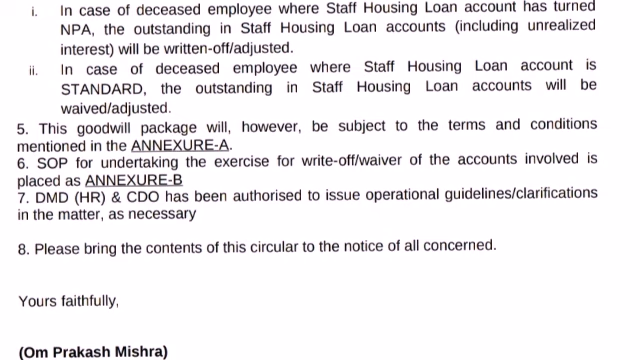 i. In case of deceased employee where Staff Housing Loan account has turned
NPA, the outstanding in Staff Housing Loan accounts (including unrealized
interest) will be written-off/adjusted.
ii. In case of deceased employee where Staff Housing Loan account is
STANDARD, the outstanding in Staff Housing Loan accounts will be
waived/adjusted.
5. This goodwill package will, however, be subject to the terms and conditions
mentioned in the ANNEXURE-A.
6. SOP for undertaking the exercise for write-off/waiver of the accounts involved is
placed as ANNEXURE-B
7. DMD (HR) & CDO has been authorised to issue operational guidelines/clarifications
in the matter, as necessary
8. Please bring the contents of this circular to the notice of all concerned.
Yours faithfully,
(Om Prakash Mishra)